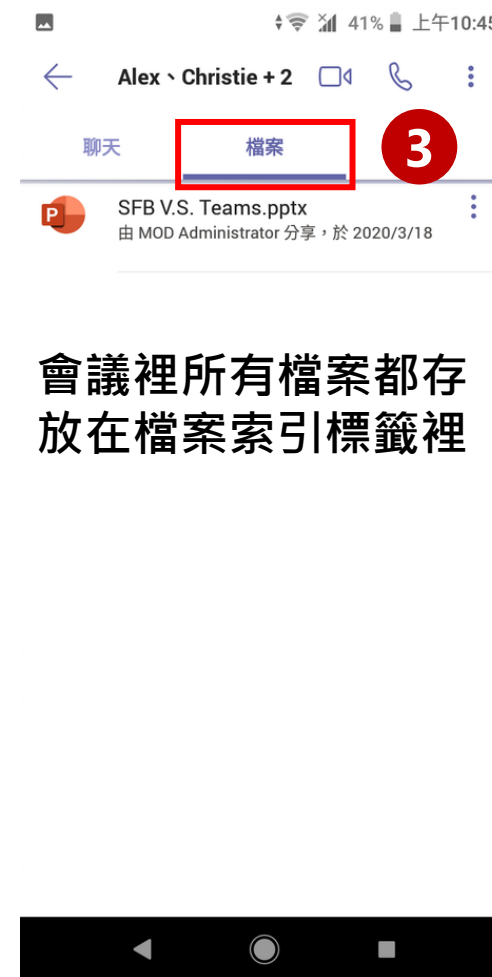 41% 上午10:45
Alex、Christie + 2
聊天 檔案 3
P SFB V.S. Teams.pptx
由 MOD Administrator 分享，於 2020/3/18
會議裡所有檔案都存
放在檔案索引標籤裡